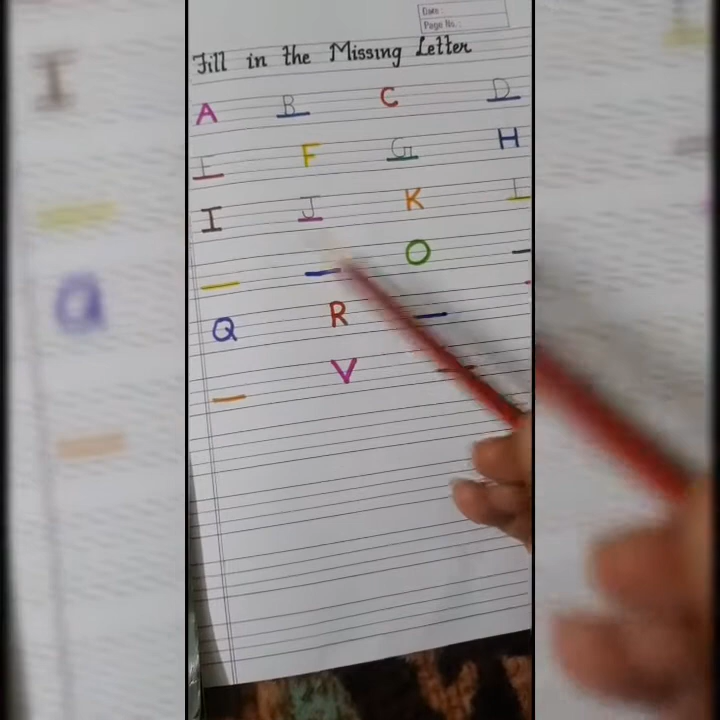 Date :
Page No. :
Fill in the Missing Letter
A B C D
E F G H
I J K L
_ _ O _
Q R _
_ V _